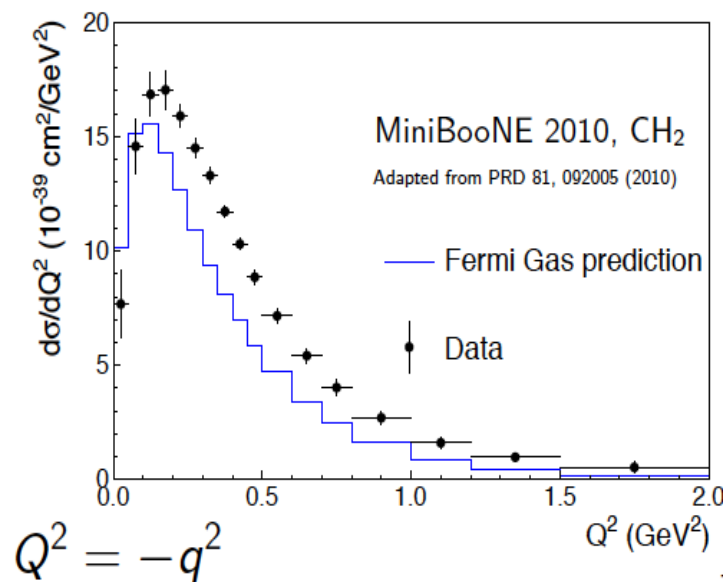 20
15
10
5
0
dσ/dQ² (10⁻³⁹ cm²/GeV²)
MiniBooNE 2010, CH₂
Adapted from PRD 81, 092005 (2010)
Fermi Gas prediction
Data
0.0 0.5 1.0 1.5 2.0
Q² (GeV²)
Q² = −q²